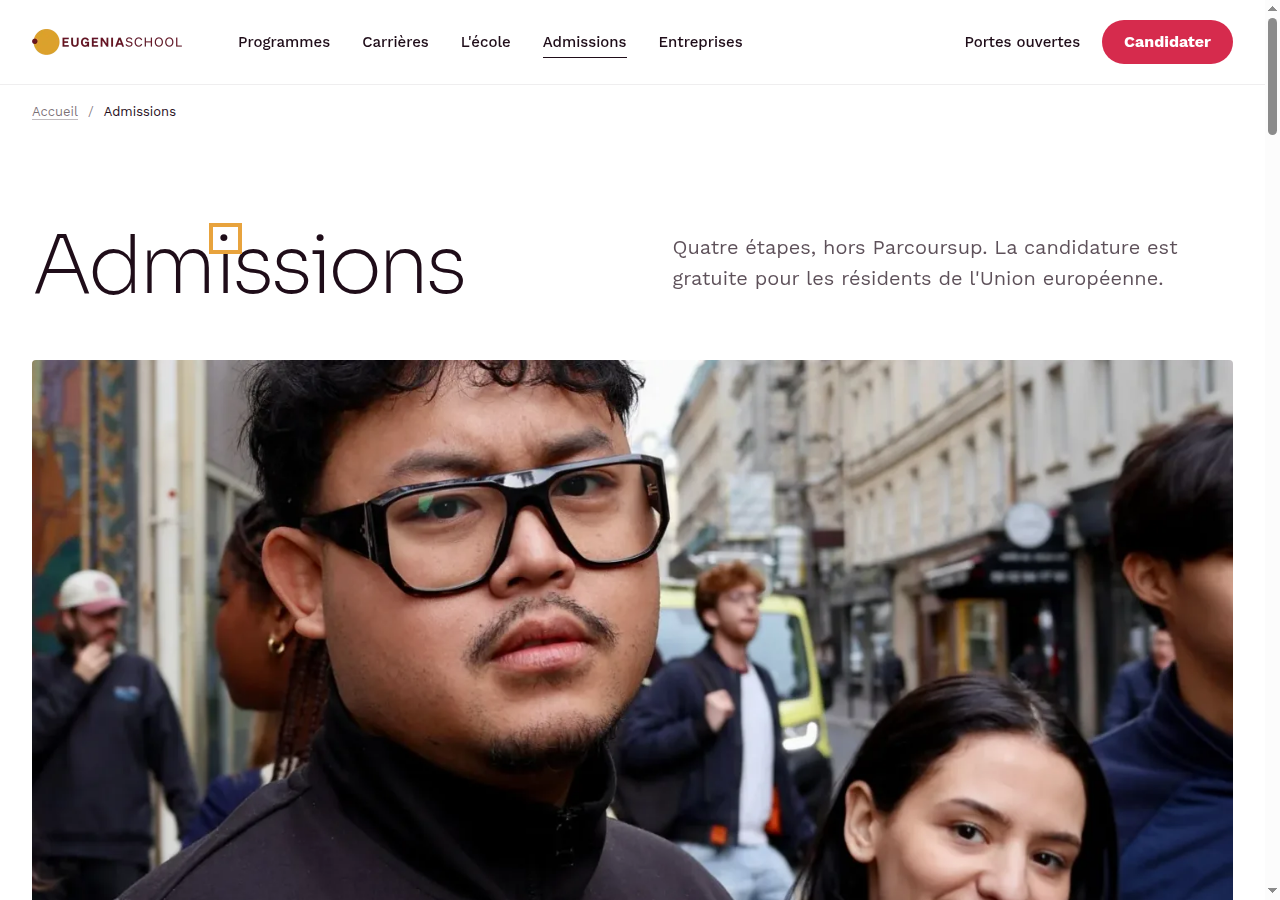 EUGENIASCHOOL
Programmes
Carrières
L'école
Admissions
Entreprises
Portes ouvertes
Candidater
Accueil / Admissions
Admissions
Quatre étapes, hors Parcoursup. La candidature est
gratuite pour les résidents de l'Union européenne.